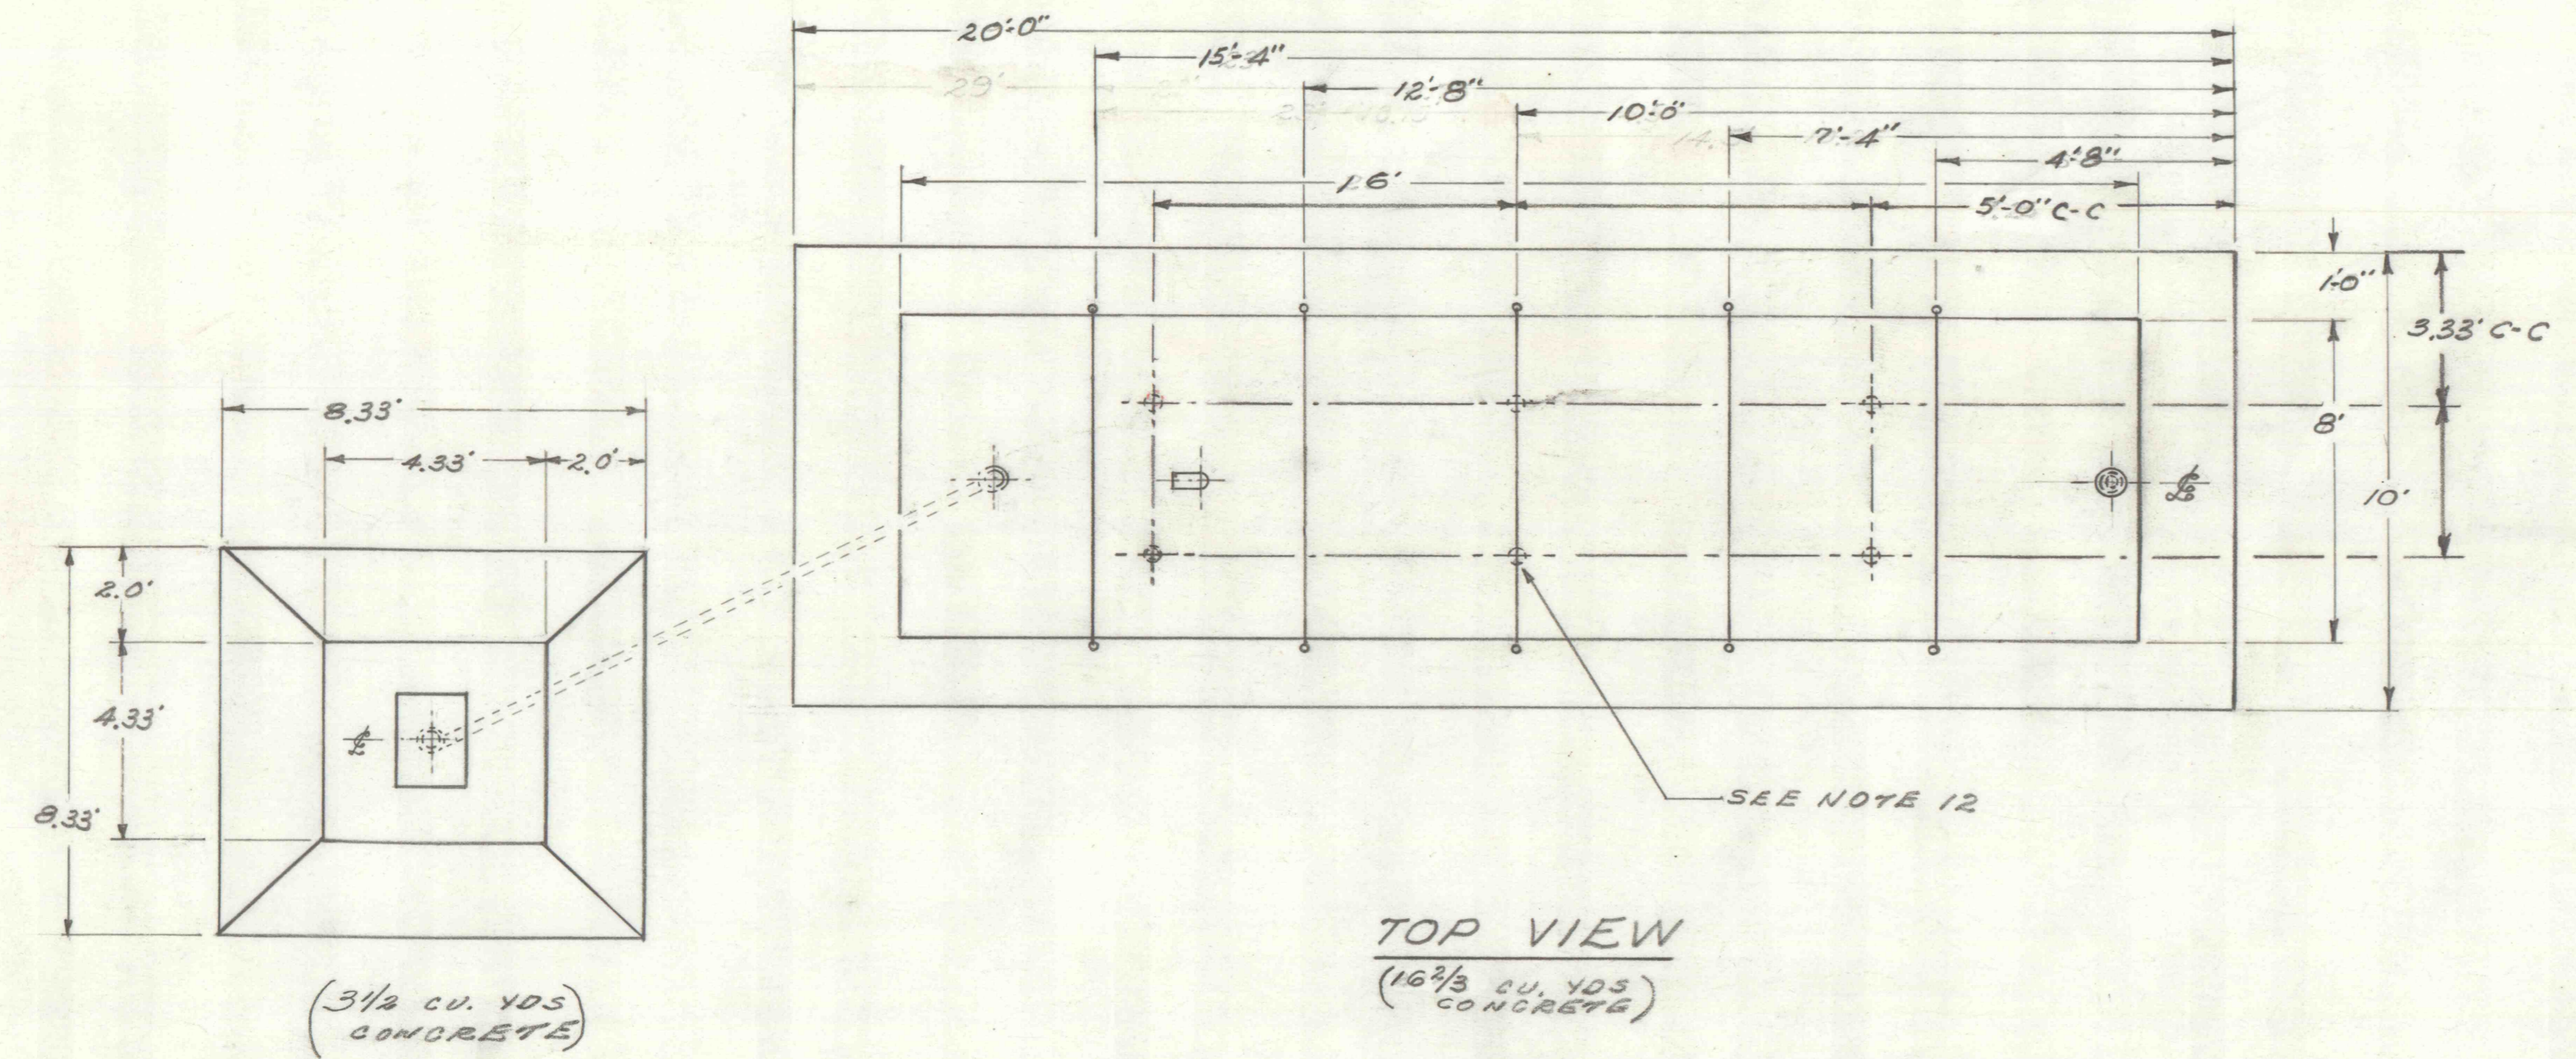 20'-0"
15'-4"
29'
12'-8"
10'-0"
7'-4"
4'-8"
16'
5'-0" C-C
1'-0"
3.33' C-C
8.33'
4.33'
2.0'
8'
℄
10'
2.0'
4.33'
℄
8.33'
SEE NOTE 12
TOP VIEW
(16 2/3 CU. YDS
CONCRETE)
(3 1/2 CU. YDS
CONCRETE)